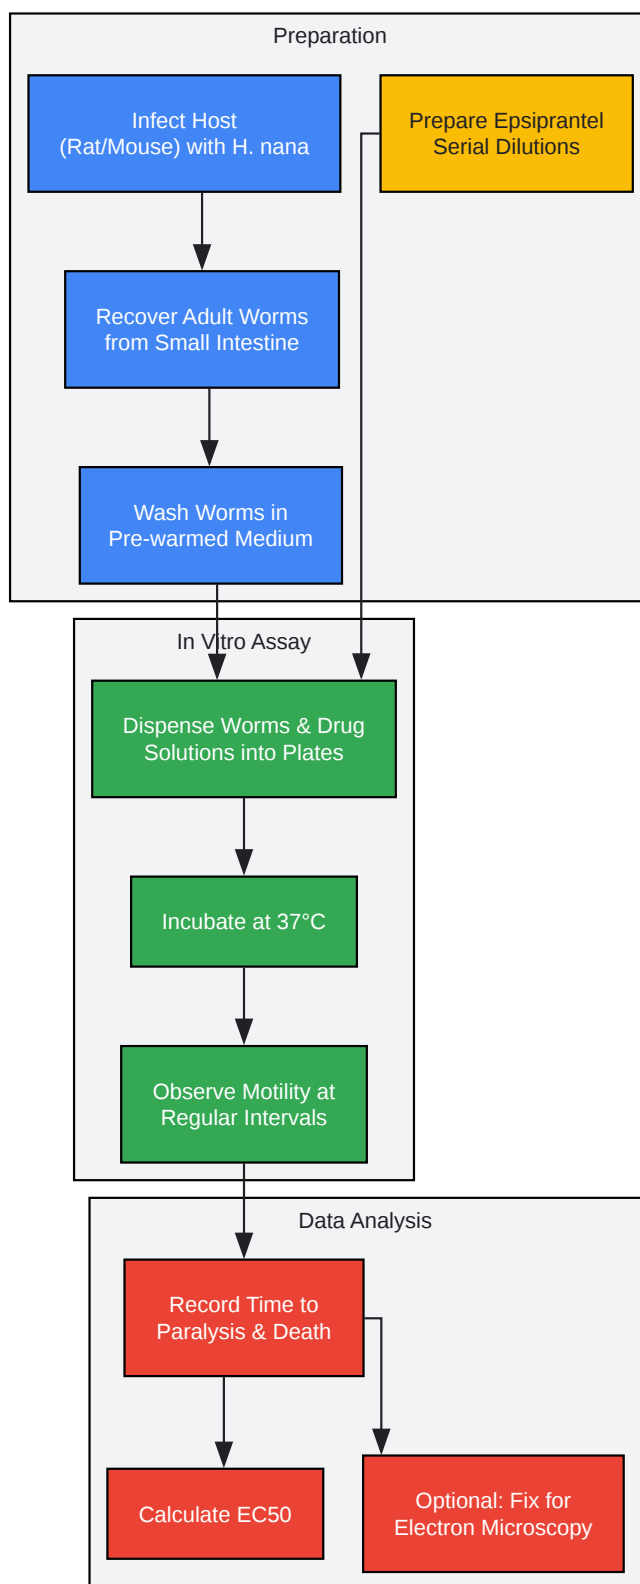 Preparation
Infect Host
(Rat/Mouse) with H. nana
Prepare Epsiprantel
Serial Dilutions
Recover Adult Worms
from Small Intestine
Wash Worms in
Pre-warmed Medium
In Vitro Assay
Dispense Worms & Drug
Solutions into Plates
Incubate at 37°C
Observe Motility at
Regular Intervals
Data Analysis
Record Time to
Paralysis & Death
Calculate EC50
Optional: Fix for
Electron Microscopy